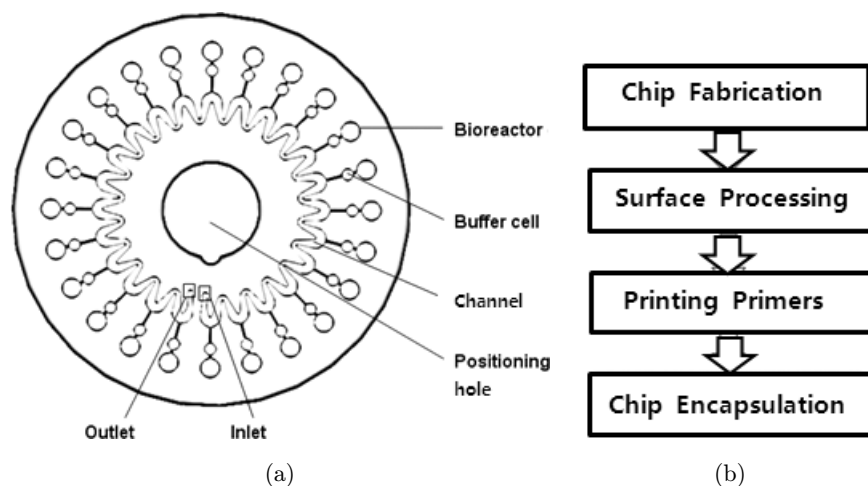 Bioreactor
Buffer cell
Channel
Positioning
hole
Outlet
Inlet
(a)
Chip Fabrication
Surface Processing
Printing Primers
Chip Encapsulation
(b)